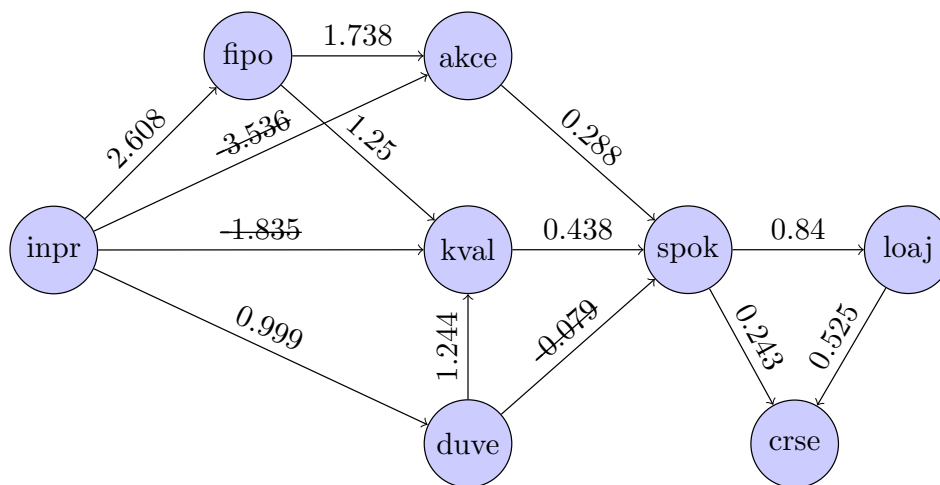 fipo
1.738
akce
2.608
-3.536
1.25
0.288
inpr
-1.835
kval
0.438
spok
0.84
loaj
0.999
1.244
-0.079
0.243
0.525
duve
crse